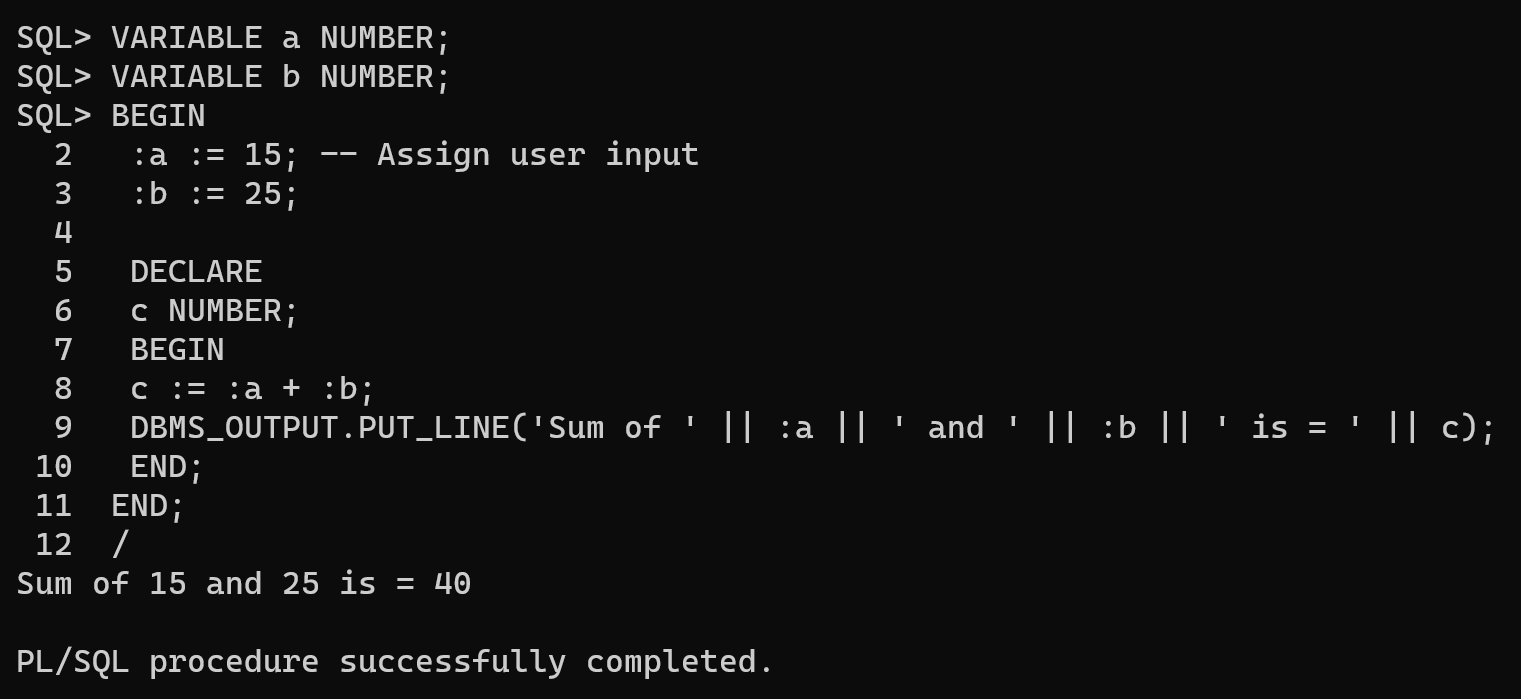 SQL> VARIABLE a NUMBER;
SQL> VARIABLE b NUMBER;
SQL> BEGIN
  2   :a := 15; -- Assign user input
  3   :b := 25;
  4
  5   DECLARE
  6   c NUMBER;
  7   BEGIN
  8   c := :a + :b;
  9   DBMS_OUTPUT.PUT_LINE('Sum of ' || :a || ' and ' || :b || ' is = ' || c);
 10   END;
 11  END;
 12  /
Sum of 15 and 25 is = 40

PL/SQL procedure successfully completed.